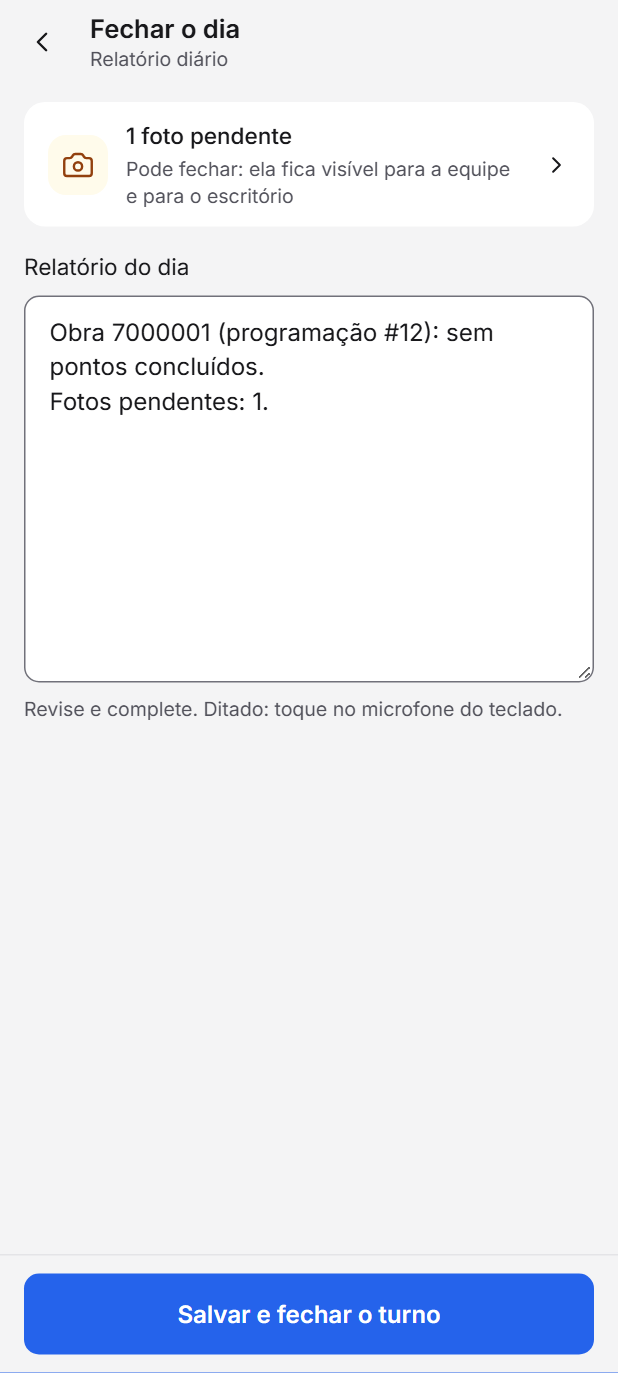 Fechar o dia
Relatório diário
1 foto pendente
Pode fechar: ela fica visível para a equipe
e para o escritório
Relatório do dia
Obra 7000001 (programação #12): sem
pontos concluídos.
Fotos pendentes: 1.
Revise e complete. Ditado: toque no microfone do teclado.
Salvar e fechar o turno